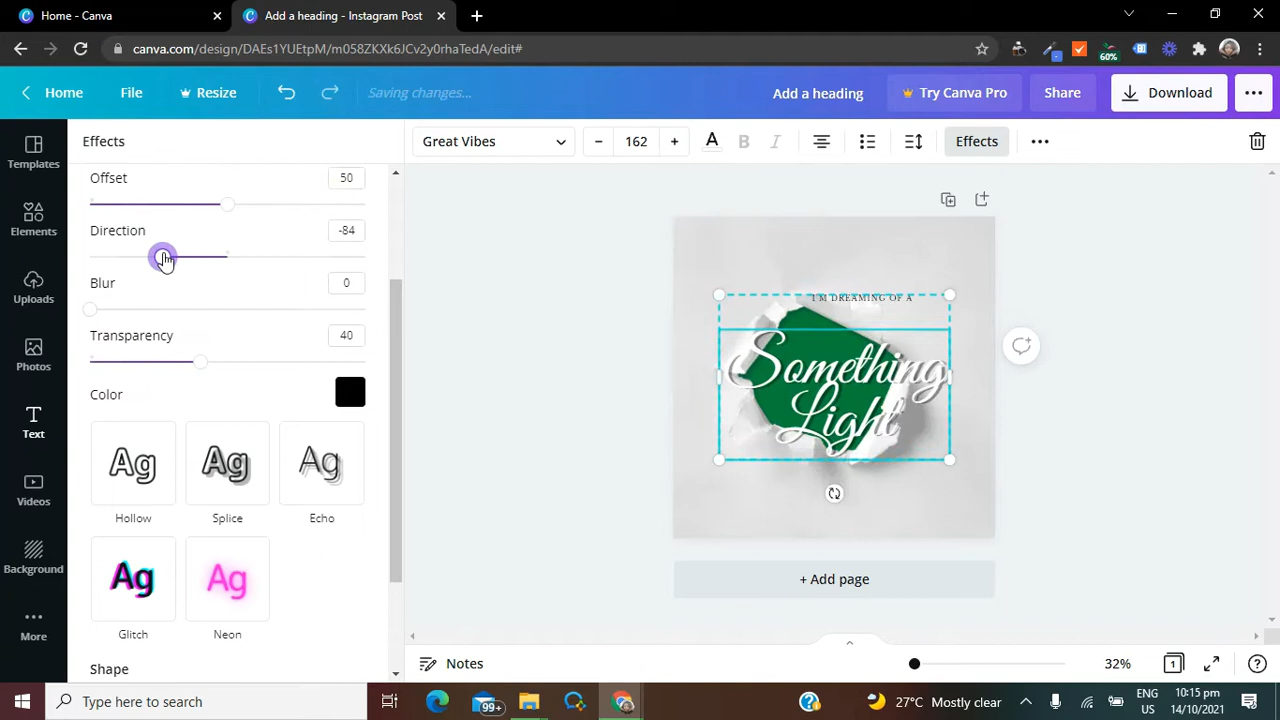 Home - Canva
Add a heading - Instagram Post
canva.com/design/DAEs1YUEtpM/m058ZKXk6JCv2y0rhaTedA/edit#
60%
Home
File
Resize
Saving changes...
Add a heading
Try Canva Pro
Share
Download
Effects
Great Vibes
162
A
B
I
Effects
Templates
Elements
Uploads
Photos
Text
Videos
Background
More
Offset
50
Direction
-84
Blur
0
Transparency
40
Color
Ag
Ag
Ag
Hollow
Splice
Echo
Ag
Ag
Glitch
Neon
Shape
I'M DREAMING OF A
Something
Light
+ Add page
Notes
32%
1
Type here to search
99+
27°C Mostly clear
ENG
US
10:15 pm
14/10/2021